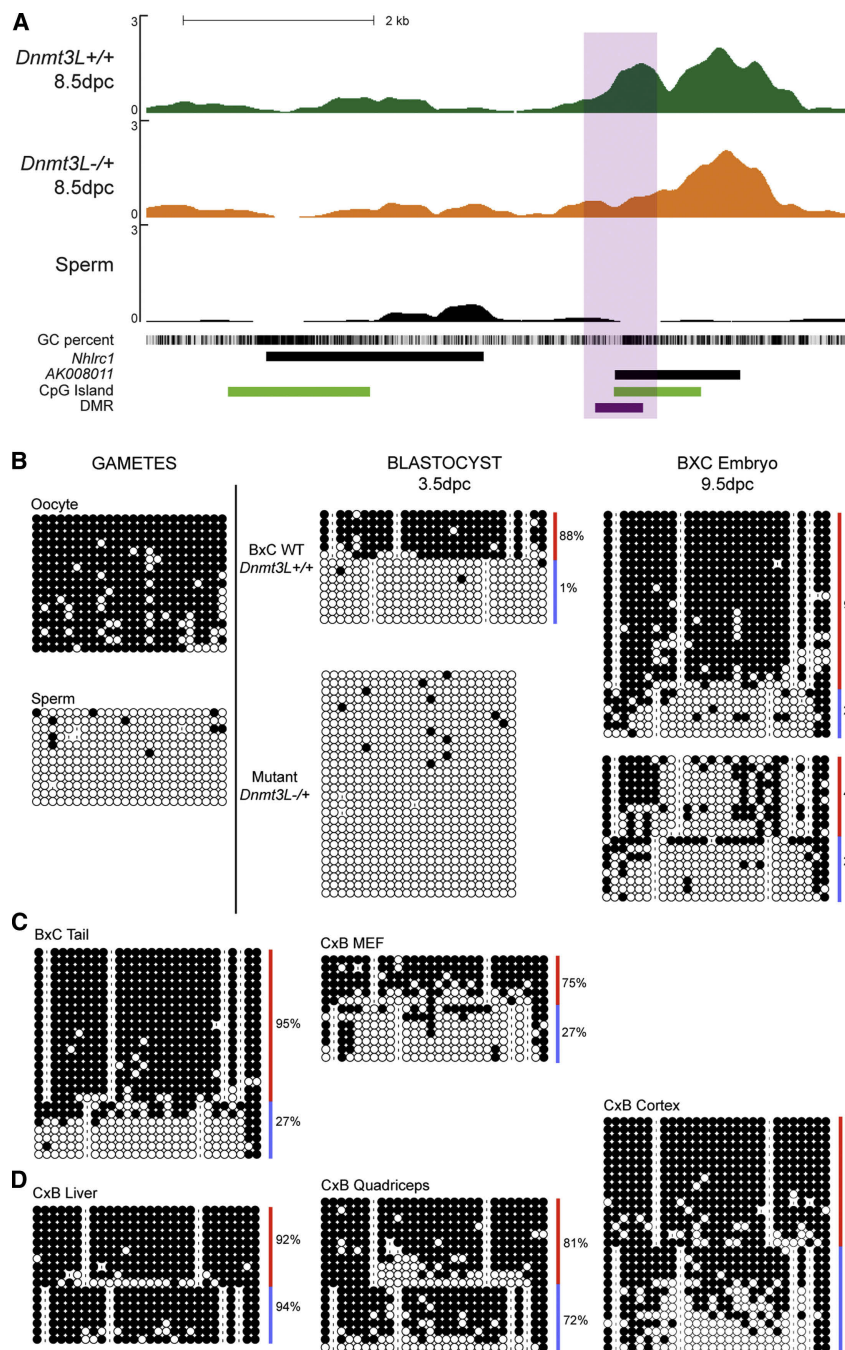 A
3
2 kb
Dnmt3L+/+
8.5dpc
0
3
Dnmt3L-/+
8.5dpc
0
3
Sperm
0
GC percent
Nhlrc1
AK008011
CpG Island
DMR
B
GAMETES
BLASTOCYST
3.5dpc
BXC Embryo
9.5dpc
Oocyte
BxC WT
Dnmt3L+/+
88%
1%
Sperm
Mutant
Dnmt3L-/+
C
BxC Tail
95%
27%
CxB MEF
75%
27%
CxB Cortex
D
CxB Liver
92%
94%
CxB Quadriceps
81%
72%